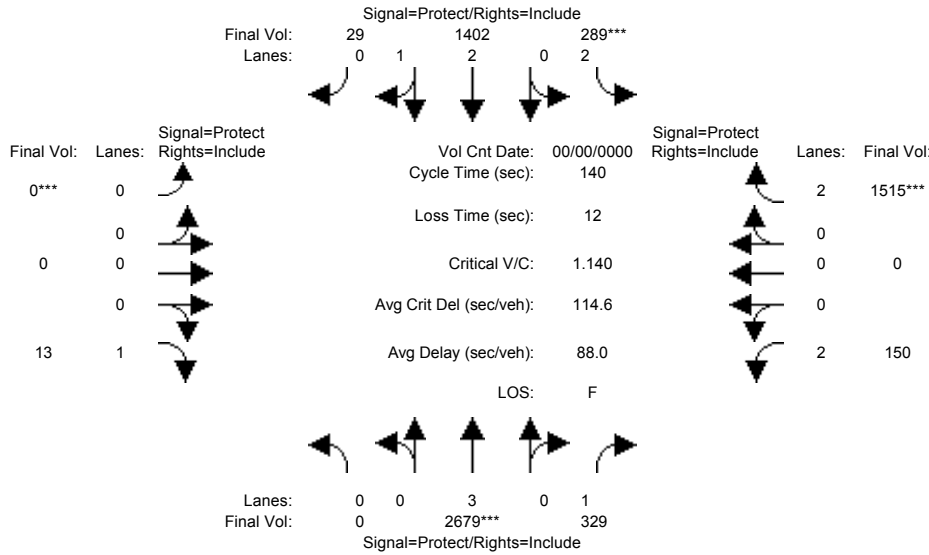 Signal=Protect/Rights=Include
Final Vol: 29 1402 289***
Lanes: 0 1 2 0 2
Signal=Protect Signal=Protect
Final Vol: Lanes: Rights=Include Vol Cnt Date: 00/00/0000 Rights=Include Lanes: Final Vol:
Cycle Time (sec): 140
0*** 0 2 1515***
Loss Time (sec): 12
0 0
0 0 Critical V/C: 1.140 0 0
0 Avg Crit Del (sec/veh): 114.6 0
13 1 Avg Delay (sec/veh): 88.0 2 150
LOS: F
Lanes: 0 0 3 0 1
Final Vol: 0 2679*** 329
Signal=Protect/Rights=Include